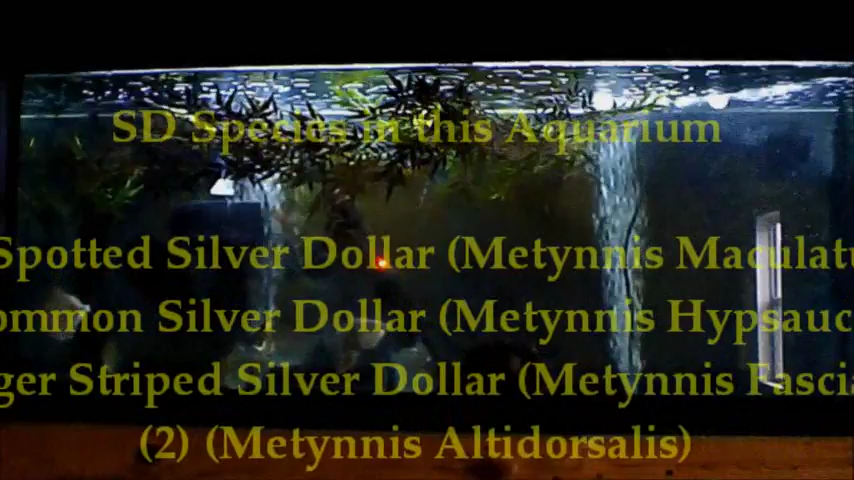 SD Species in this Aquarium
Spotted Silver Dollar (Metynnis Maculatu
ommon Silver Dollar (Metynnis Hypsauc
ger Striped Silver Dollar (Metynnis Fascia
(2) (Metynnis Altidorsalis)